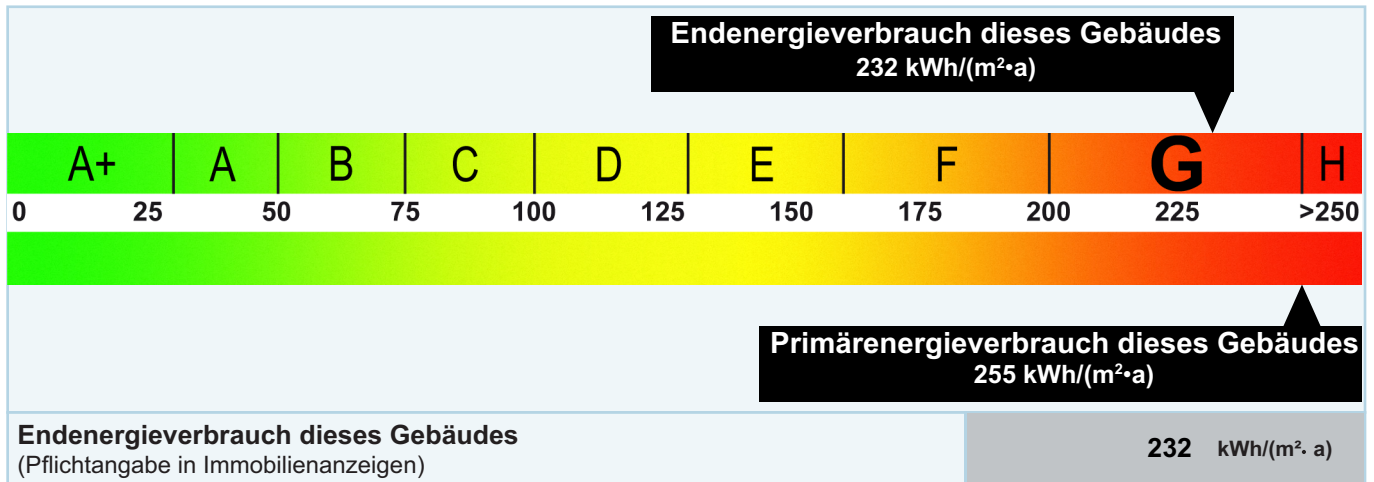 Endenergieverbrauch dieses Gebäudes
232 kWh/(m²•a)
A+ A B C D E F G H
0 25 50 75 100 125 150 175 200 225 >250
Primärenergieverbrauch dieses Gebäudes
255 kWh/(m²•a)
Endenergieverbrauch dieses Gebäudes
(Pflichtangabe in Immobilienanzeigen)
232 kWh/(m²· a)